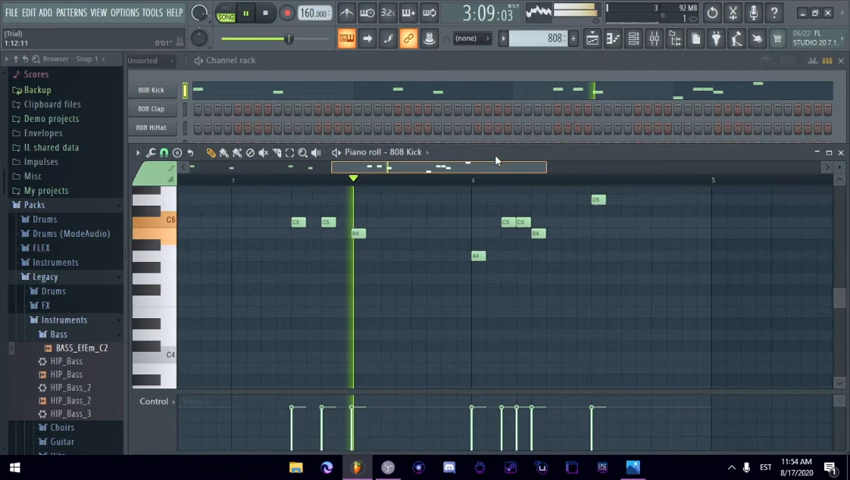 FILE EDIT ADD PATTERNS VIEW OPTIONS TOOLS HELP
(Trial)
1:12:11
0'01"
SONG
160.000
3:09:03
3
92 MB
1
(none)
808
06/22 FL
STUDIO 20.7.1
Browser - Snap 1
Unsorted
Channel rack
Scores
Backup
Clipboard files
Demo projects
Envelopes
IL shared data
Impulses
Misc
My projects
Packs
Drums
Drums (ModeAudio)
FLEX
Instruments
Legacy
Drums
FX
Instruments
Bass
BASS_EfEm_C2
HIP_Bass
HIP_Bass
HIP_Bass_2
HIP_Bass_2
HIP_Bass_3
Choirs
Guitar
808 Kick
808 Clap
808 HiHat
Piano roll - 808 Kick
3
4
5
D5
C5
C5
C5
C5
C5
B4
B4
A4
C4
Control
Velocity
EST
11:54 AM
8/17/2020